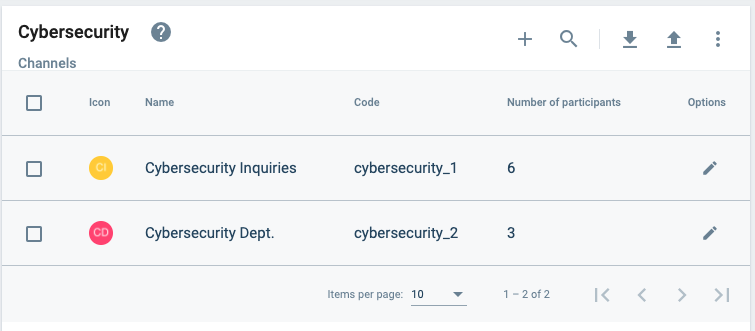 Cybersecurity ?
Channels
Icon Name Code Number of participants Options
CI Cybersecurity Inquiries cybersecurity_1 6
CD Cybersecurity Dept. cybersecurity_2 3
Items per page: 10 1 – 2 of 2